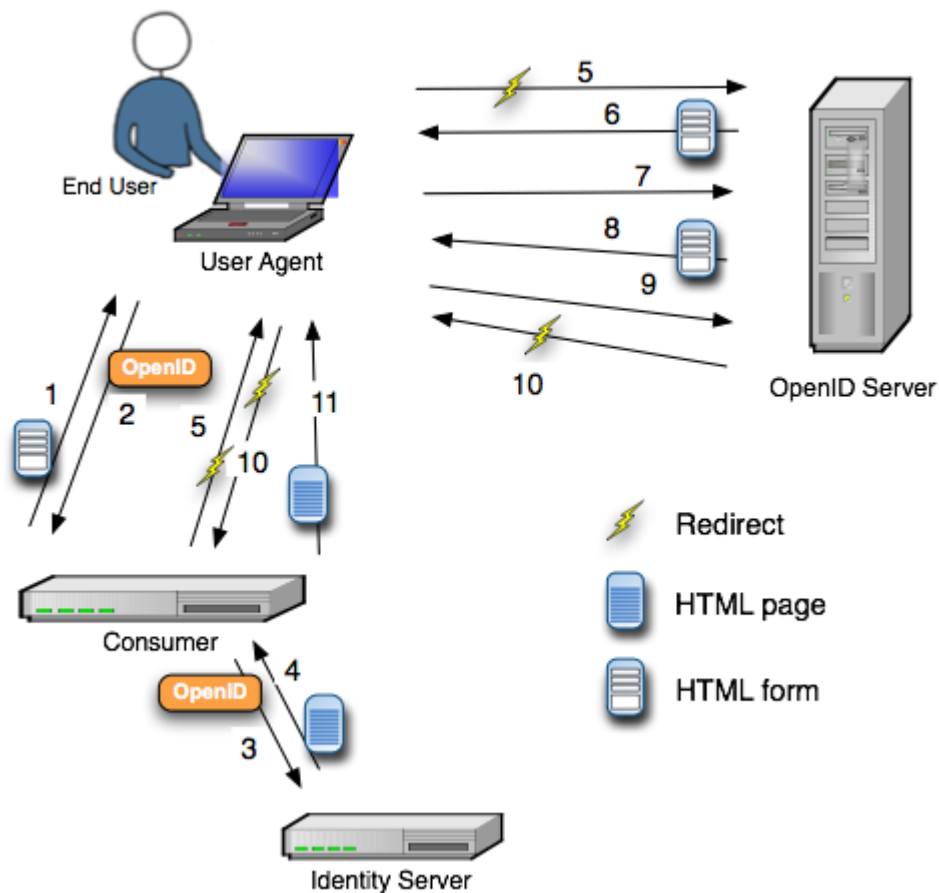 5
6
End User
7
8
User Agent
9
10
OpenID Server
1
OpenID
2
5
10
11
Redirect
HTML page
HTML form
Consumer
OpenID
4
3
Identity Server